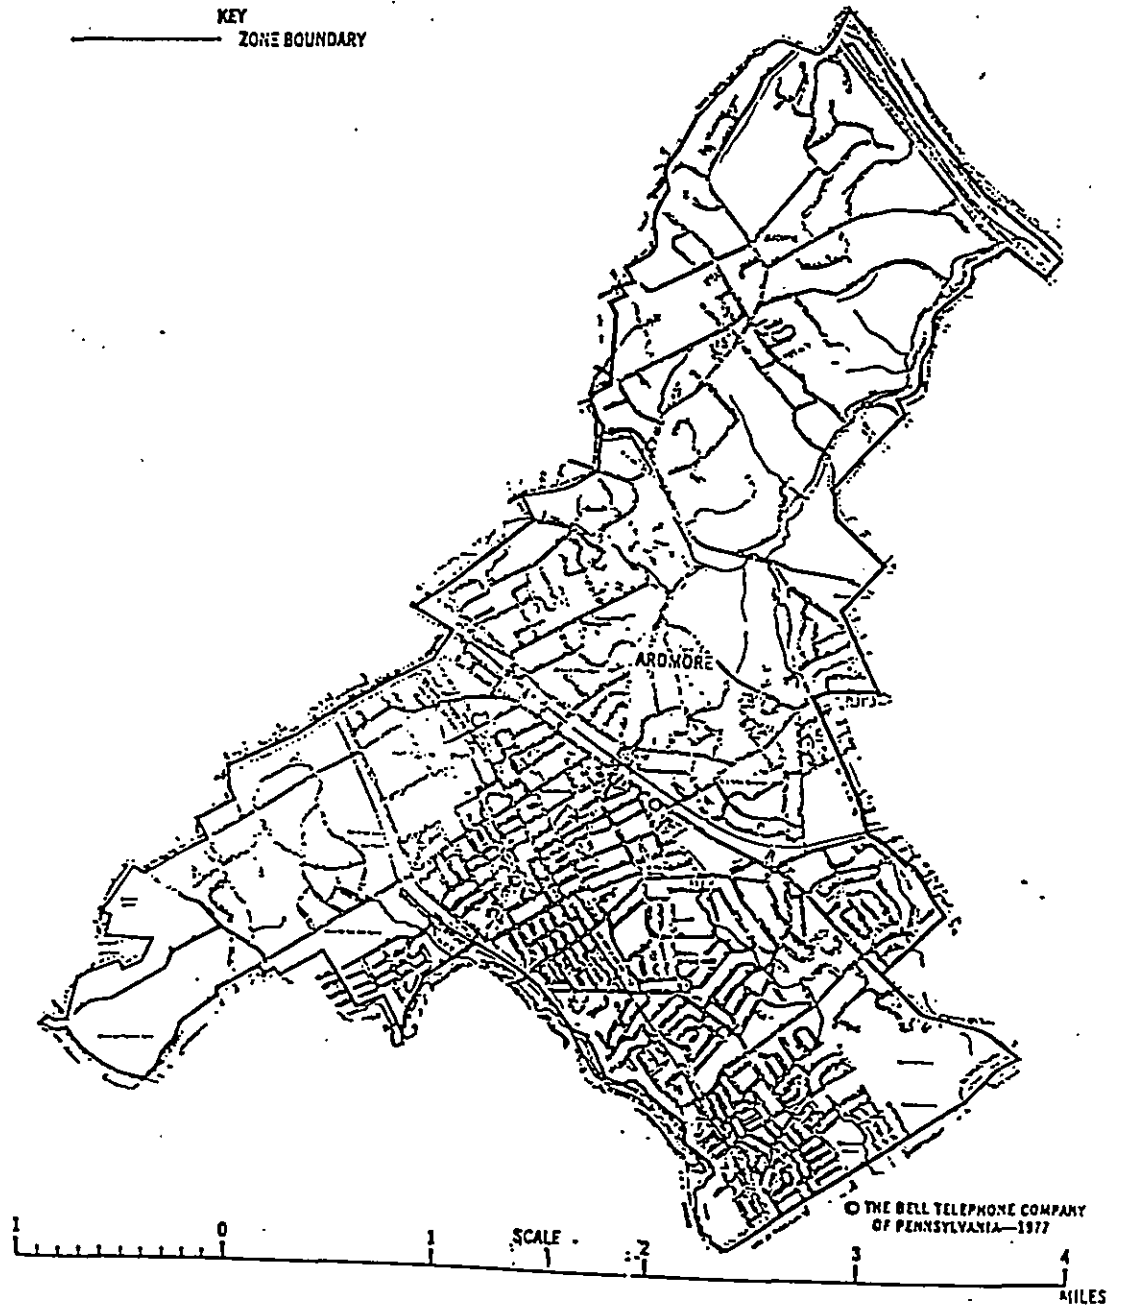 KEY
ZONE BOUNDARY
ARDMORE
© THE BELL TELEPHONE COMPANY
OF PENNSYLVANIA—1977
1 0 1 SCALE 2 3 4
MILES